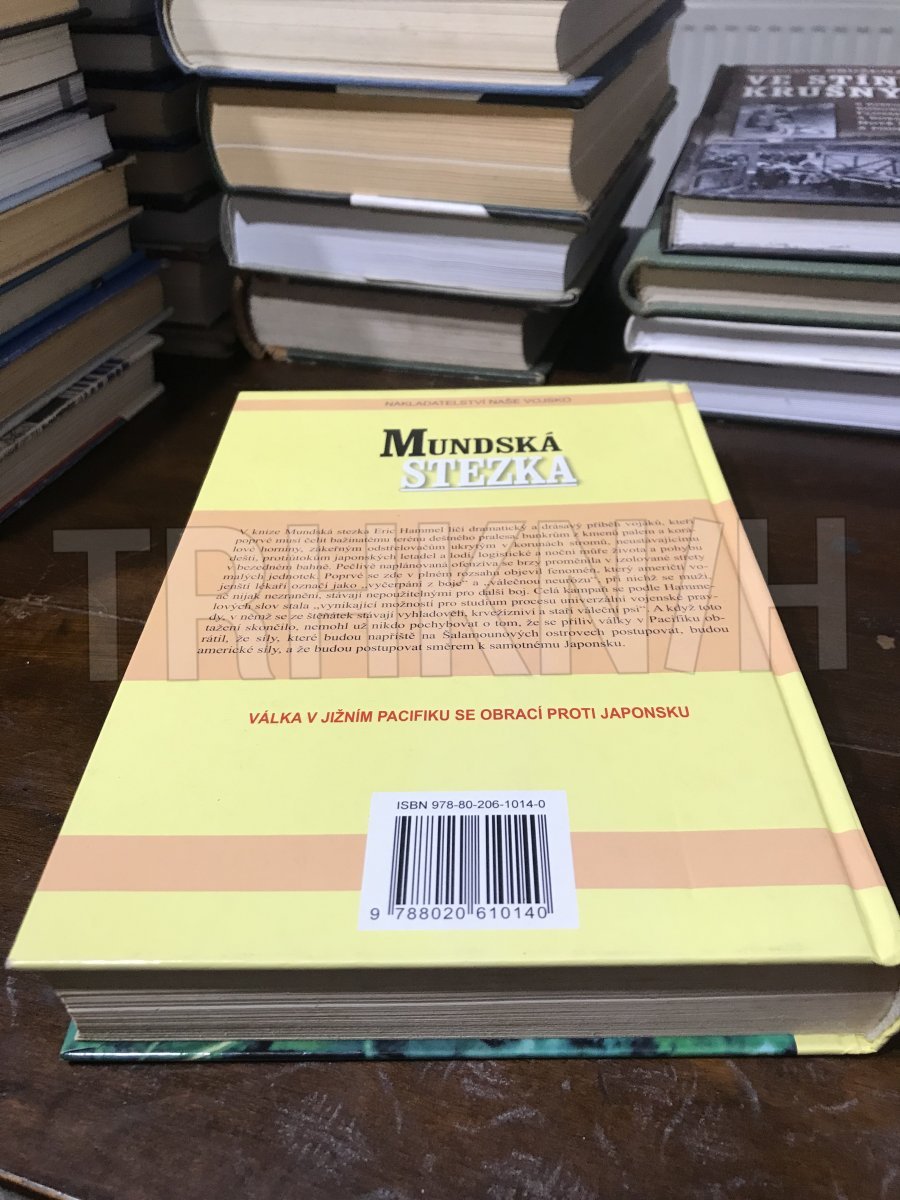 VE STÍN
KRUŠNÝ
NAKLADATELSTVÍ NAŠE VOJSKO
MUNDSKÁ
STEZKA
V knize Mundská stezka Eric Hammel líčí dramatický a drásavý příběh vojáků, kteří
poprvé musí čelit bažinatému terénu dešného pralesa, bunkrům z kmenů palem a korá-
lové horniny, zákeřným odstřelovačům ukrytým v korunách stromů, neustávajícímu
dešti, protiútokům japonských letadel a lodí, logistické a noční můře života a pohybu
v bezedném bahně. Poprvé naplánovaná ofenzíva se brzy proměnila v izolované střety
malých jednotek. Poprvé se zde v plném rozsahu objevil fenomén, který američtí vo-
jenští lékaři označí jako „vyčerpání z boje" a „válečnou neurózu", při nichž se muži,
ač nijak nezranění, stávají nepoužitelnými pro další boj. Celá kampaň se podle Hamme-
lových slov stala „vynikající možností pro studium procesu univerzální vojenské prav-
dy, v němž se ze štěňátek stávají vyhladovělí, krvežízniví a staří váleční psi". A když toto
tažení skončilo, nemohl už nikdo pochybovat o tom, že se příliv války v Pacifiku ob-
rátil, že síly, které budou napříště na Šalamounových ostrovech postupovat, budou
americké síly, a že budou postupovat směrem k samotnému Japonsku.
VÁLKA V JIŽNÍM PACIFIKU SE OBRACÍ PROTI JAPONSKU
ISBN 978-80-206-1014-0
9 788020 610140
TRHKNIH